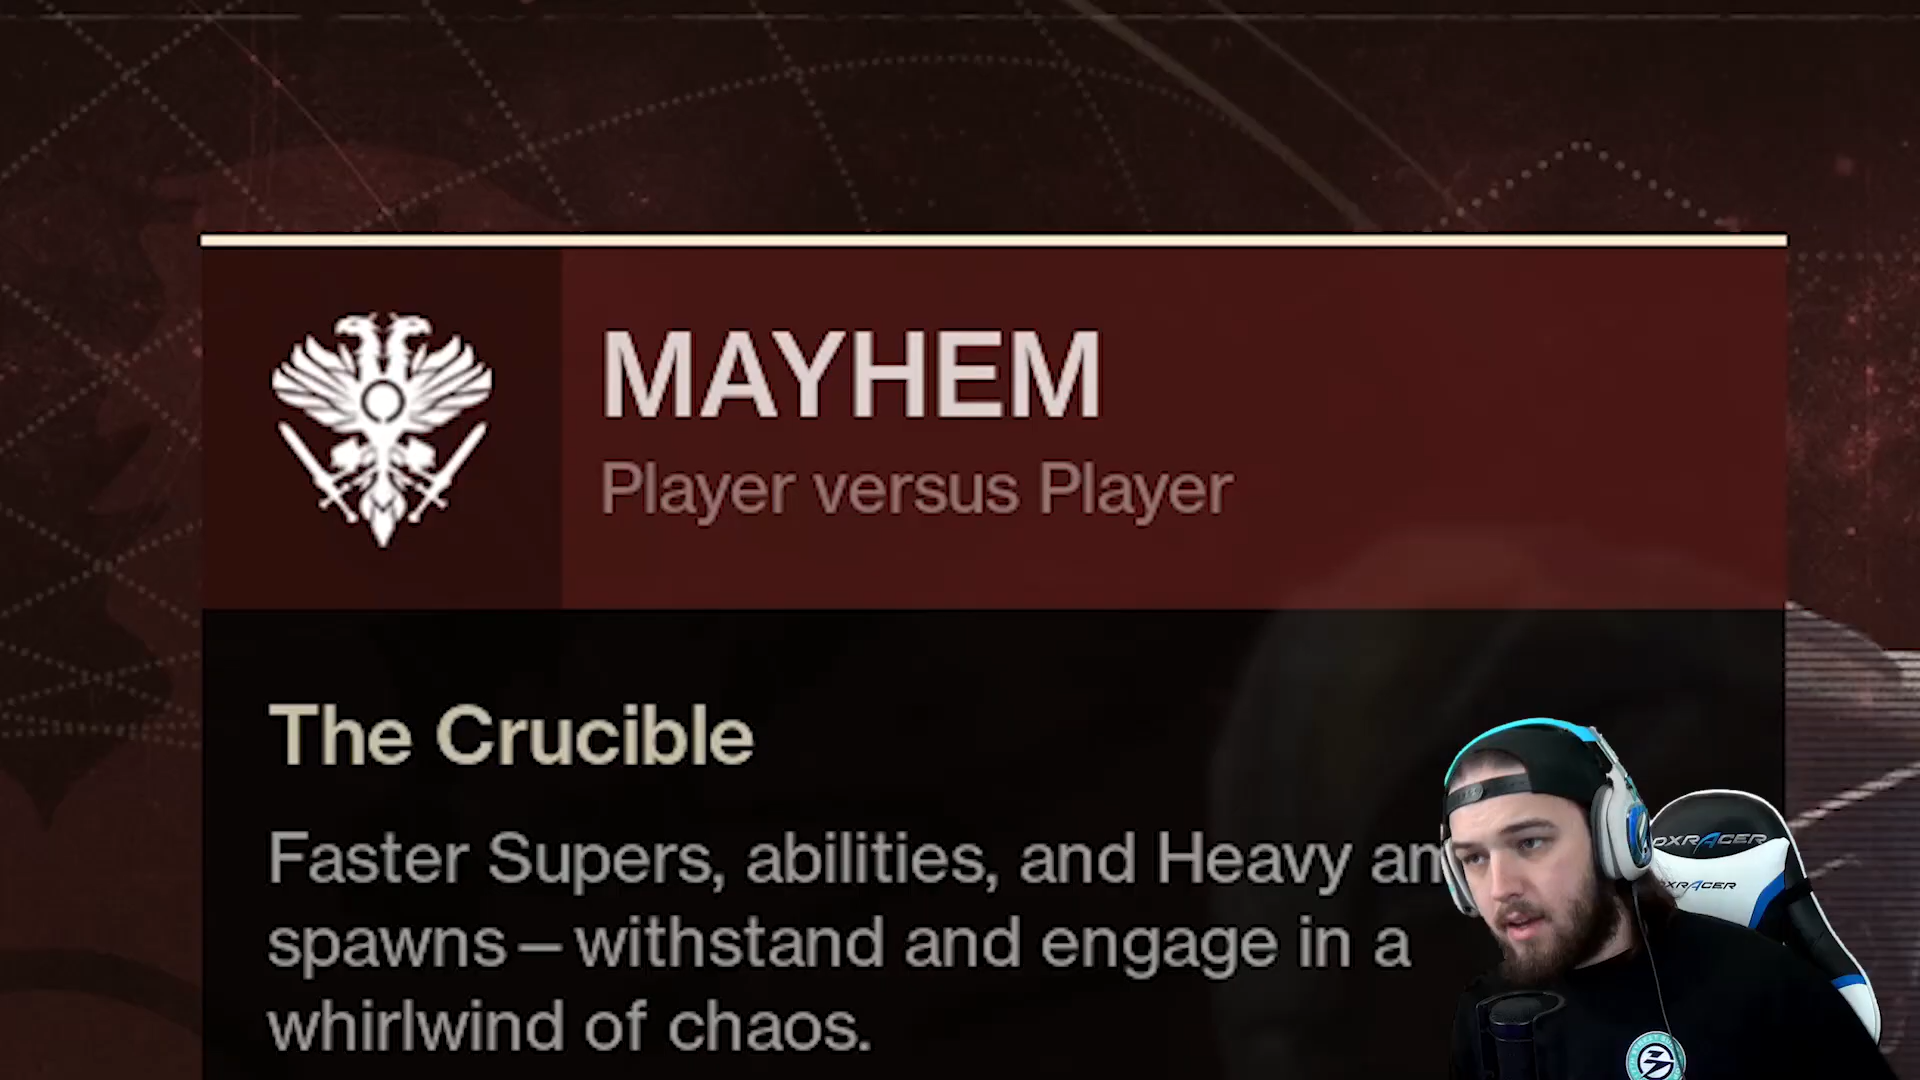 MAYHEM
Player versus Player
The Crucible
Faster Supers, abilities, and Heavy
spawns—withstand and engage in a
whirlwind of chaos.
DXRACER
DXRACER